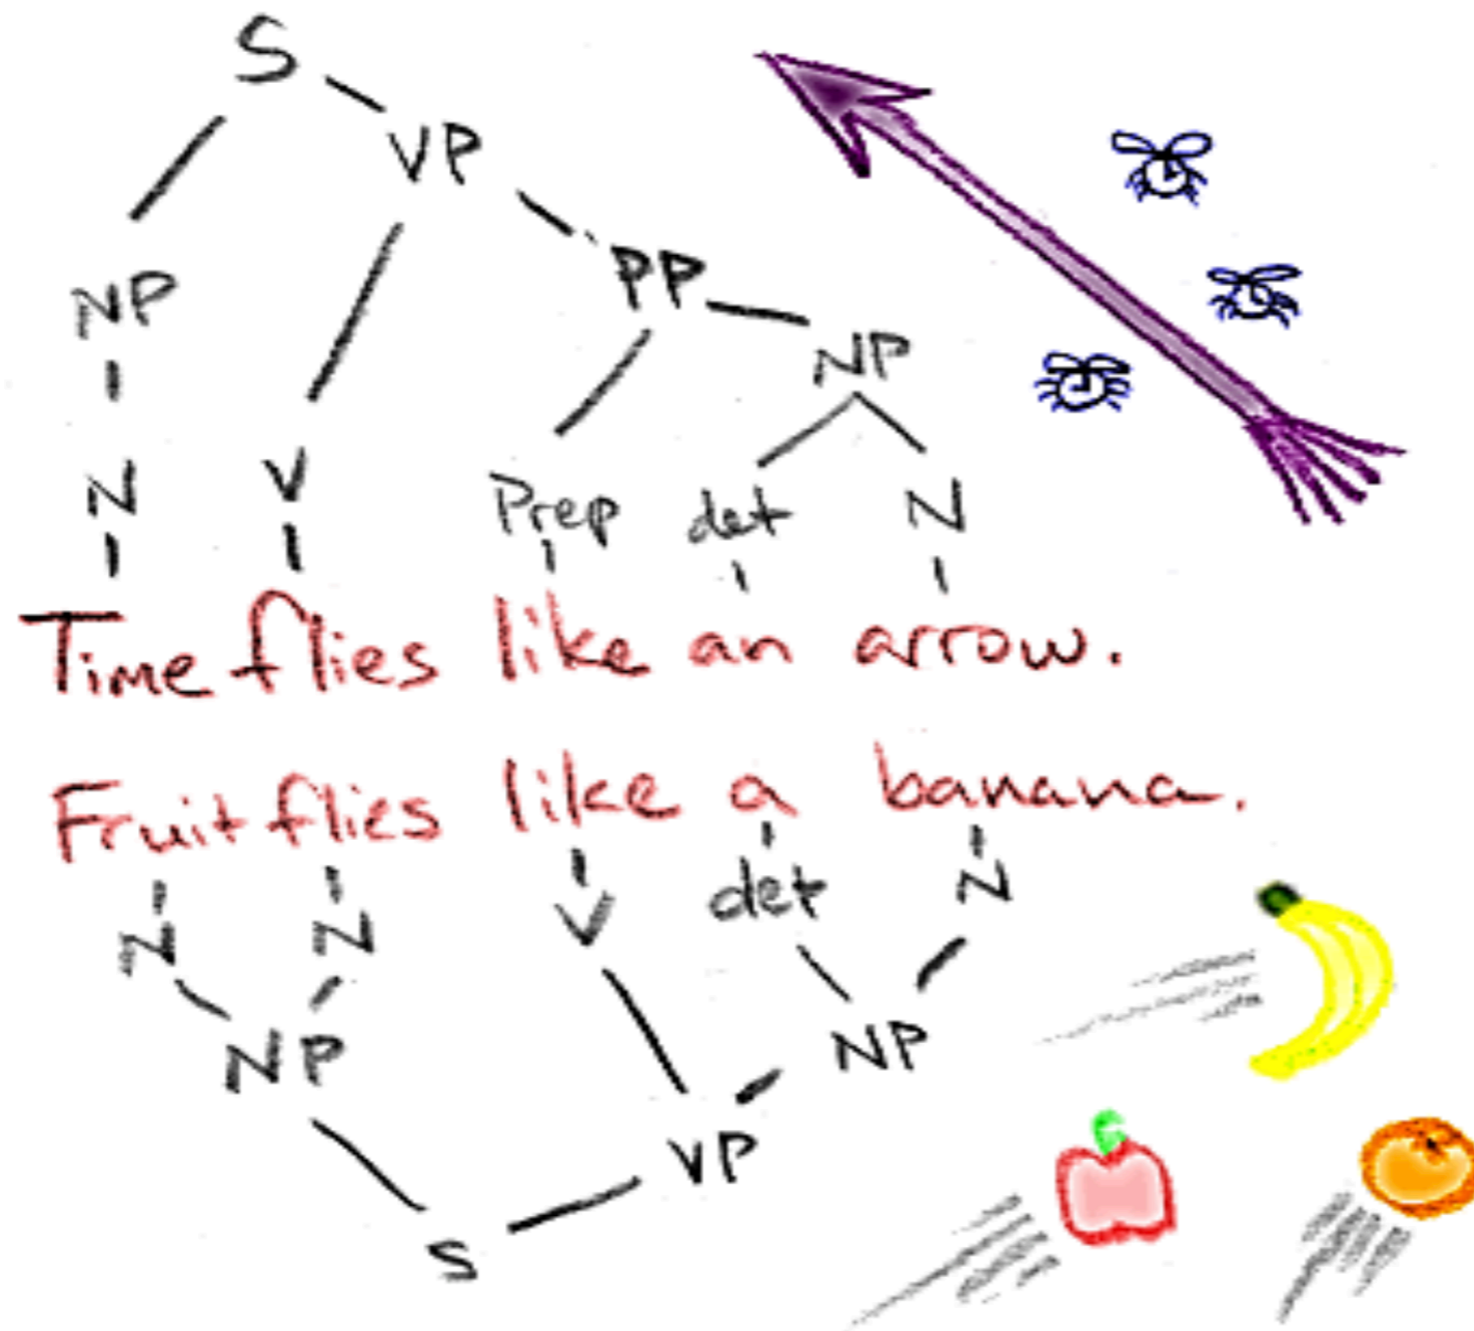 S
VP
PP
NP
NP
N
V
Prep det N
Time flies like an arrow.
Fruit flies like a banana.
N N V det N
NP
NP
VP
S